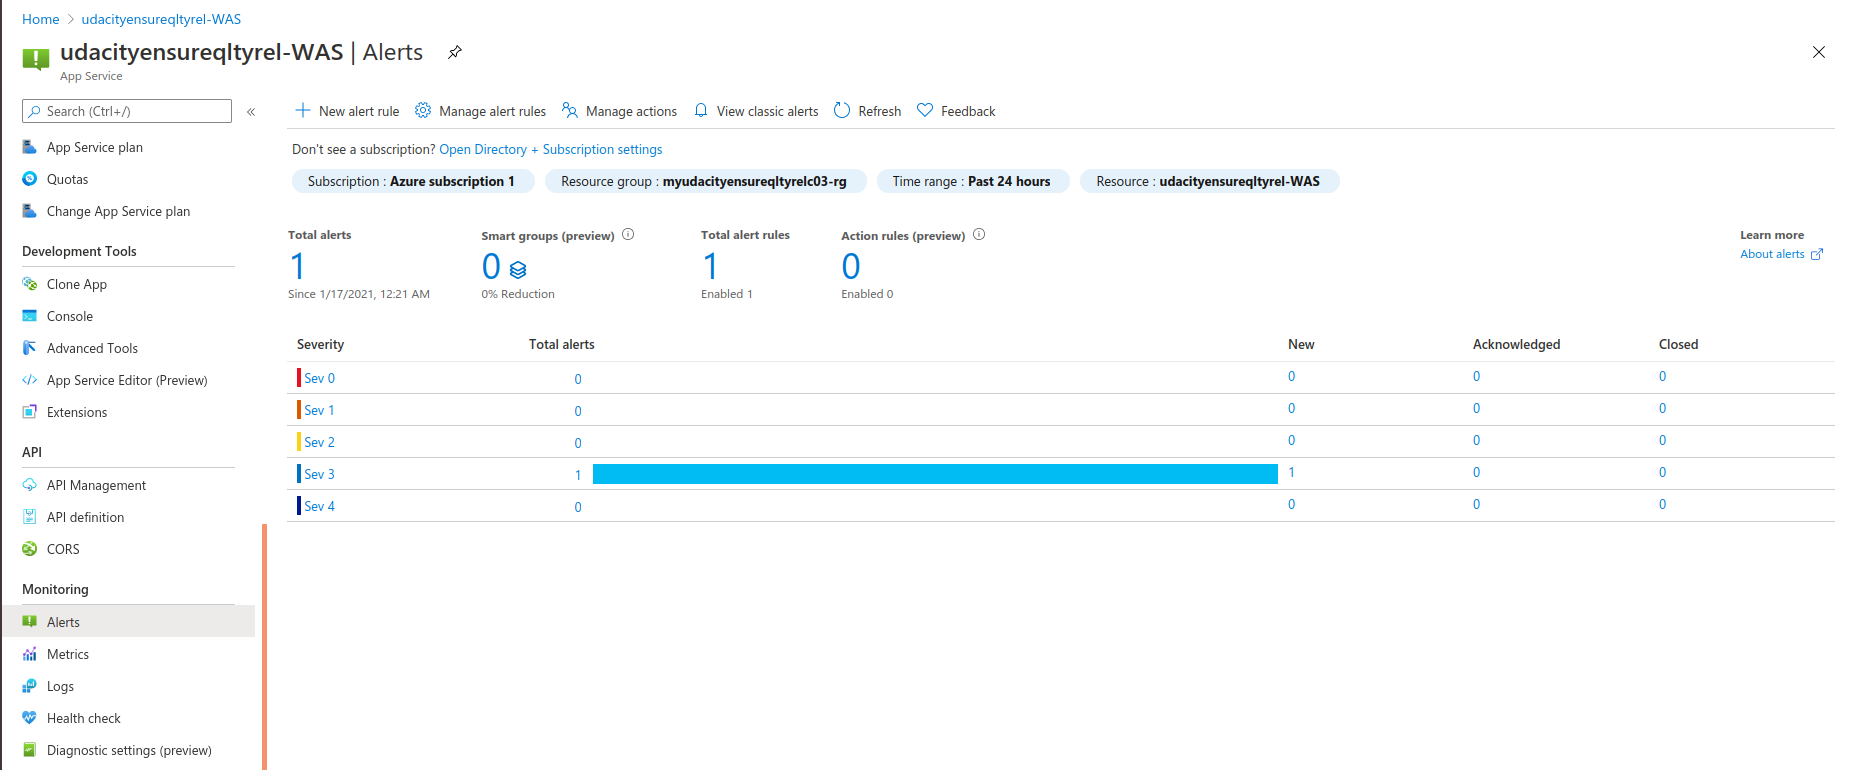 Home > udacityensureqltyrel-WAS
udacityensureqltyrel-WAS | Alerts
App Service
Search (Ctrl+/)
«
App Service plan
Quotas
Change App Service plan
Development Tools
Clone App
Console
Advanced Tools
App Service Editor (Preview)
Extensions
API
API Management
API definition
CORS
Monitoring
Alerts
Metrics
Logs
Health check
Diagnostic settings (preview)
New alert rule Manage alert rules Manage actions View classic alerts Refresh Feedback
Don't see a subscription? Open Directory + Subscription settings
Subscription : Azure subscription 1 Resource group : myudacityensureqltyrelc03-rg Time range : Past 24 hours Resource : udacityensureqltyrel-WAS
Total alerts Smart groups (preview) Total alert rules Action rules (preview) Learn more
1 0 1 0 About alerts
Since 1/17/2021, 12:21 AM 0% Reduction Enabled 1 Enabled 0
Severity Total alerts New Acknowledged Closed
Sev 0 0 0 0 0
Sev 1 0 0 0 0
Sev 2 0 0 0 0
Sev 3 1 1 0 0
Sev 4 0 0 0 0